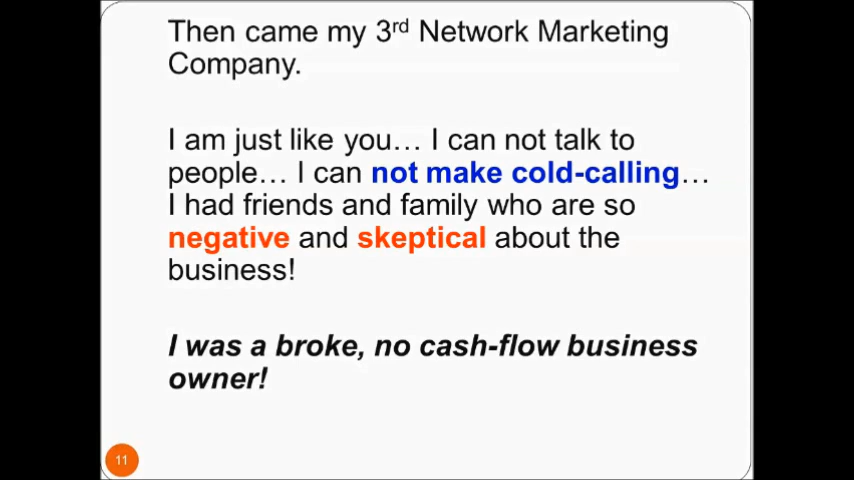 Then came my 3rd Network Marketing
Company.
I am just like you… I can not talk to
people… I can not make cold-calling…
I had friends and family who are so
negative and skeptical about the
business!
I was a broke, no cash-flow business
owner!
11